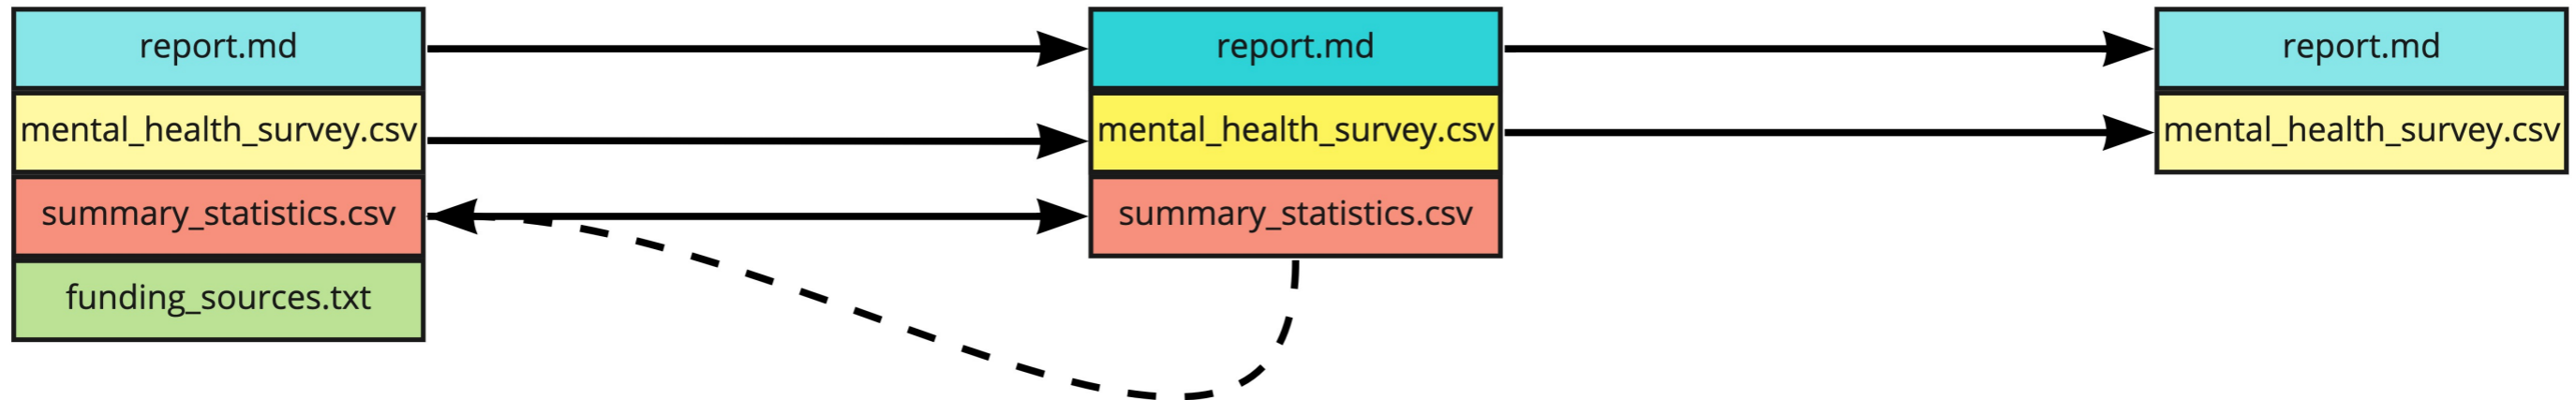 report.md
mental_health_survey.csv
summary_statistics.csv
funding_sources.txt
report.md
mental_health_survey.csv
summary_statistics.csv
report.md
mental_health_survey.csv